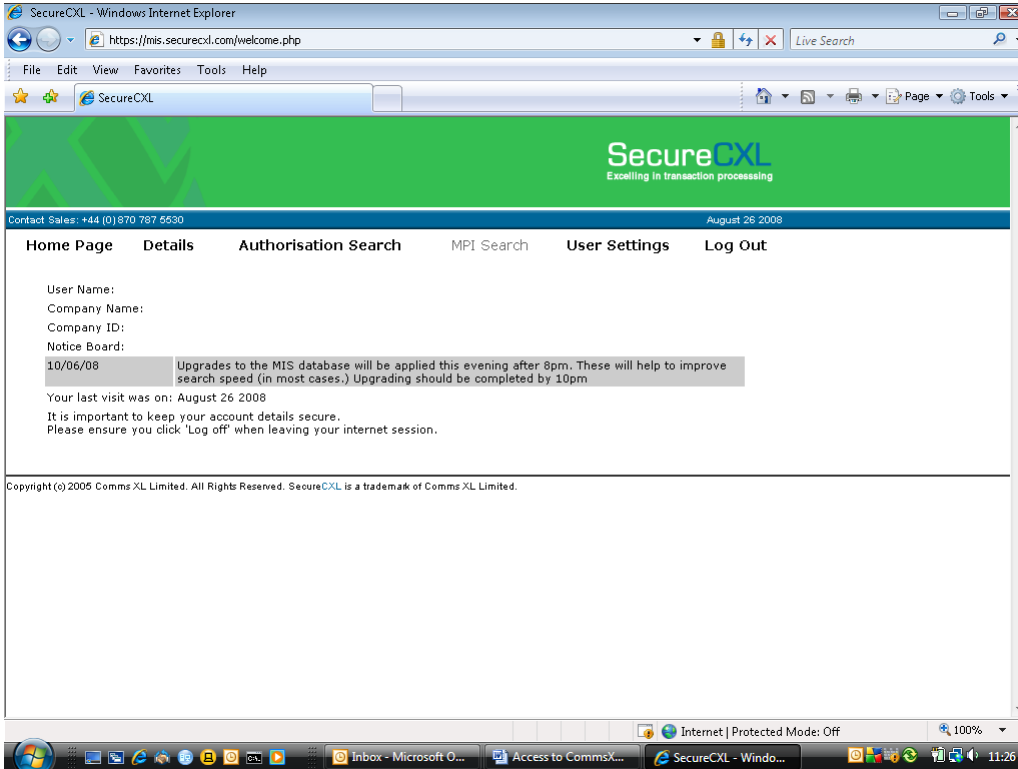 SecureCXL - Windows Internet Explorer
https://mis.securecxl.com/welcome.php
Live Search
File Edit View Favorites Tools Help
SecureCXL
Page Tools
SecureCXL
Excelling in transaction processsing
Contact Sales: +44 (0)870 787 5530 August 26 2008
Home Page Details Authorisation Search MPI Search User Settings Log Out
User Name:
Company Name:
Company ID:
Notice Board:
10/06/08 Upgrades to the MIS database will be applied this evening after 8pm. These will help to improve
search speed (in most cases.) Upgrading should be completed by 10pm
Your last visit was on: August 26 2008
It is important to keep your account details secure.
Please ensure you click 'Log off' when leaving your internet session.
Copyright (c) 2005 Comms XL Limited. All Rights Reserved. SecureCXL is a trademark of Comms XL Limited.
Internet | Protected Mode: Off 100%
Inbox - Microsoft O... Access to CommsX... SecureCXL - Windo... 11:26